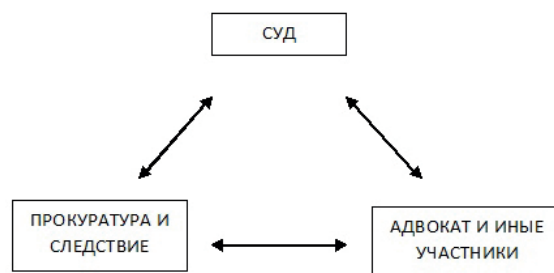 СУД
ПРОКУРАТУРА И
СЛЕДСТВИЕ
АДВОКАТ И ИНЫЕ
УЧАСТНИКИ